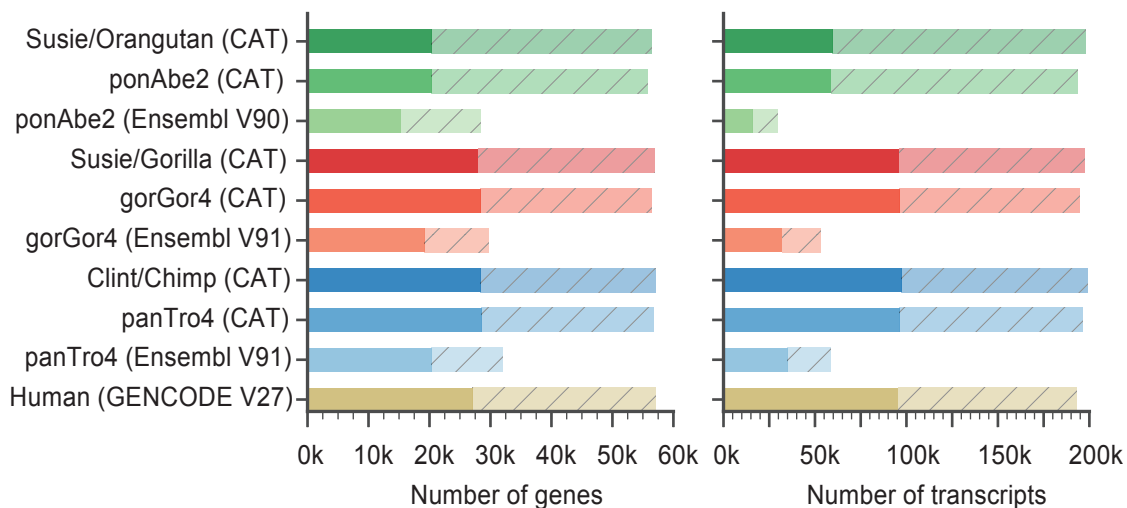 Susie/Orangutan (CAT)
ponAbe2 (CAT)
ponAbe2 (Ensembl V90)
Susie/Gorilla (CAT)
gorGor4 (CAT)
gorGor4 (Ensembl V91)
Clint/Chimp (CAT)
panTro4 (CAT)
panTro4 (Ensembl V91)
Human (GENCODE V27)
0k 10k 20k 30k 40k 50k 60k
Number of genes
0k 50k 100k 150k 200k
Number of transcripts